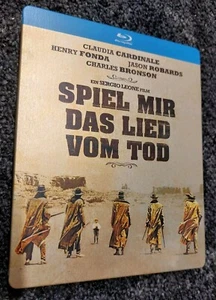 CLAUDIA CARDINALE
HENRY FONDA JASON ROBARDS
CHARLES BRONSON
EIN SERGIO LEONE FILM
SPIEL MIR
DAS LIED
VOM TOD